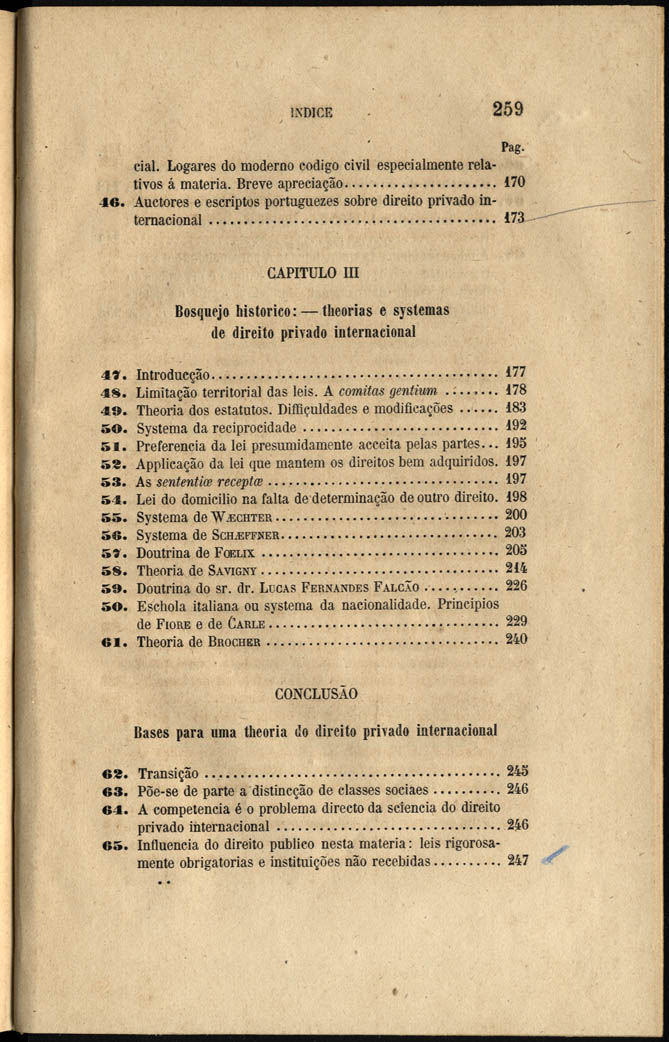 INDICE 259
Pag.
cial. Logares do moderno codigo civil especialmente rela-
tivos á materia. Breve apreciação...................... 170
46. Auctores e escriptos portuguezes sobre direito privado in-
ternacional ......................................... 173
CAPITULO III
Bosquejo historico: — theorias e systemas
de direito privado internacional
47. Introducção......................................... 177
48. Limitação territorial das leis. A comitas gentium ........ 178
49. Theoria dos estatutos. Difficuldades e modificações ...... 183
50. Systema da reciprocidade ............................ 192
51. Preferencia da lei presumidamente acceita pelas partes... 195
52. Applicação da lei que mantem os direitos bem adquiridos. 197
53. As sententiæ receptæ ................................. 197
54. Lei do domicilio na falta de determinação de outro direito. 198
55. Systema de WÆCHTER ................................ 200
56. Systema de SCHÆFFNER............................... 203
57. Doutrina de FŒLIX .................................. 205
58. Theoria de SAVIGNY .................................. 214
59. Doutrina do sr. dr. LUCAS FERNANDES FALCÃO ........... 226
50. Eschola italiana ou systema da nacionalidade. Principios
de FIORE e de CARLE ................................. 229
61. Theoria de BROCHER ................................. 240
CONCLUSÃO
Bases para uma theoria do direito privado internacional
62. Transição .......................................... 245
63. Põe-se de parte a distincção de classes sociaes .......... 246
64. A competencia é o problema directo da sciencia do direito
privado internacional ................................ 246
65. Influencia do direito publico nesta materia: leis rigorosa-
mente obrigatorias e instituições não recebidas .......... 247